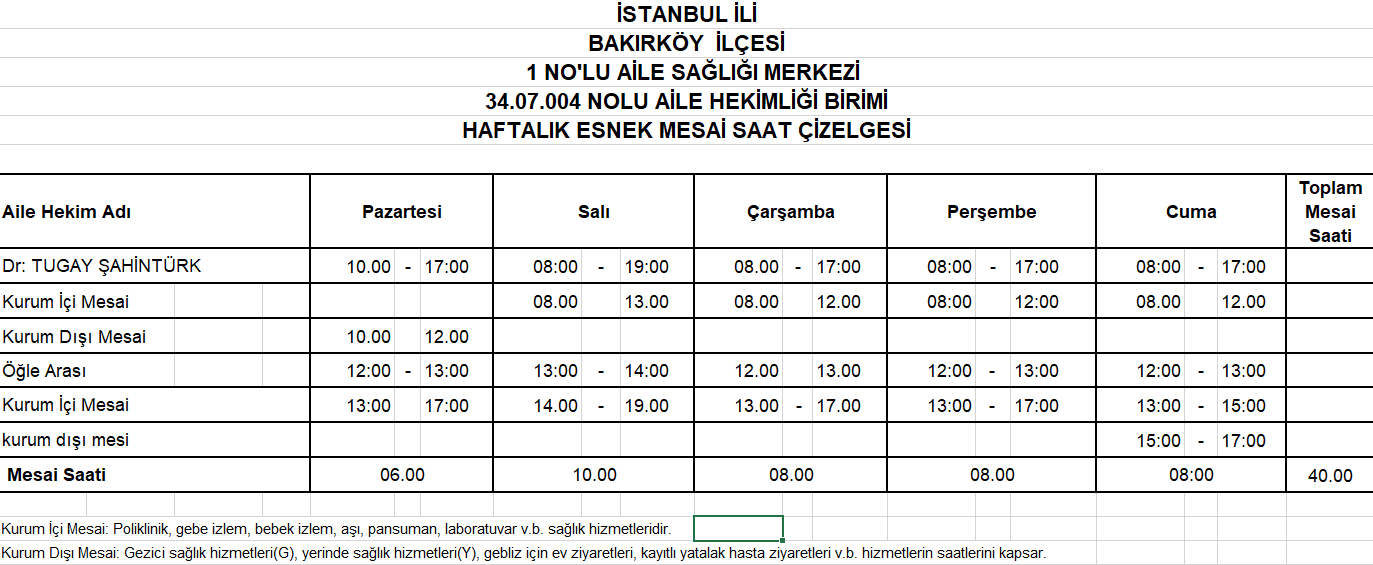 İSTANBUL İLİ
BAKIRKÖY İLÇESİ
1 NO'LU AİLE SAĞLIĞI MERKEZİ
34.07.004 NOLU AİLE HEKİMLİĞİ BİRİMİ
HAFTALIK ESNEK MESAİ SAAT ÇİZELGESİ
Aile Hekim Adı Pazartesi Salı Çarşamba Perşembe Cuma Toplam Mesai Saati
Dr: TUGAY ŞAHİNTÜRK 10.00 - 17:00 08:00 - 19:00 08.00 - 17:00 08:00 - 17:00 08:00 - 17:00
Kurum İçi Mesai 08.00 13.00 08.00 12.00 08:00 12:00 08.00 12.00
Kurum Dışı Mesai 10.00 12.00
Öğle Arası 12:00 - 13:00 13:00 - 14:00 12.00 13.00 12:00 - 13:00 12:00 - 13:00
Kurum İçi Mesai 13:00 17:00 14.00 - 19.00 13.00 - 17.00 13:00 - 17:00 13:00 - 15:00
kurum dışı mesi 15:00 - 17:00
Mesai Saati 06.00 10.00 08.00 08.00 08:00 40.00
Kurum İçi Mesai: Poliklinik, gebe izlem, bebek izlem, aşı, pansuman, laboratuvar v.b. sağlık hizmetleridir.
Kurum Dışı Mesai: Gezici sağlık hizmetleri(G), yerinde sağlık hizmetleri(Y), gebliz için ev ziyaretleri, kayıtlı yatalak hasta ziyaretleri v.b. hizmetlerin saatlerini kapsar.